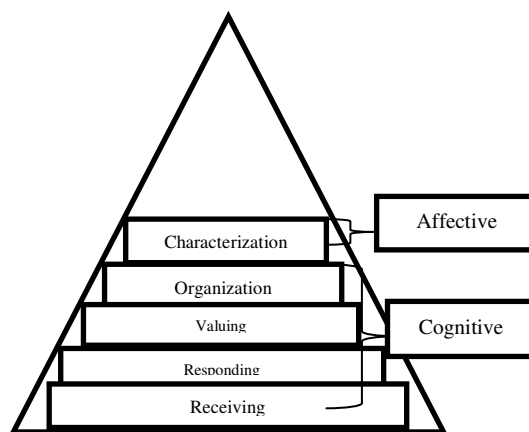 Affective
Characterization
Organization
Cognitive
Valuing
Responding
Receiving